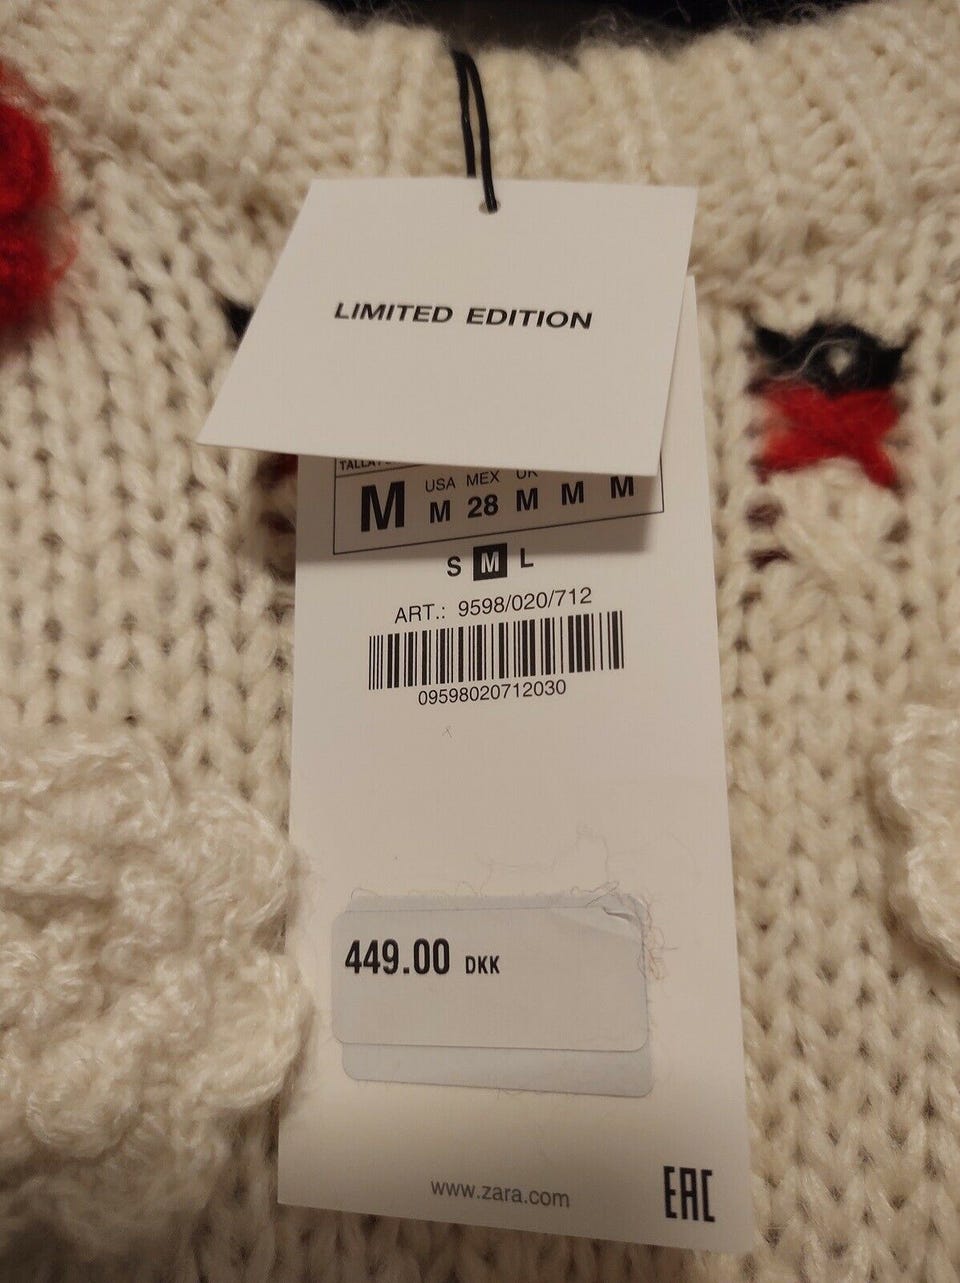 LIMITED EDITION
USA MEX UK
M M 28 M M M
S M L
ART.: 9598/020/712
09598020712030
449.00 DKK
www.zara.com
EAC